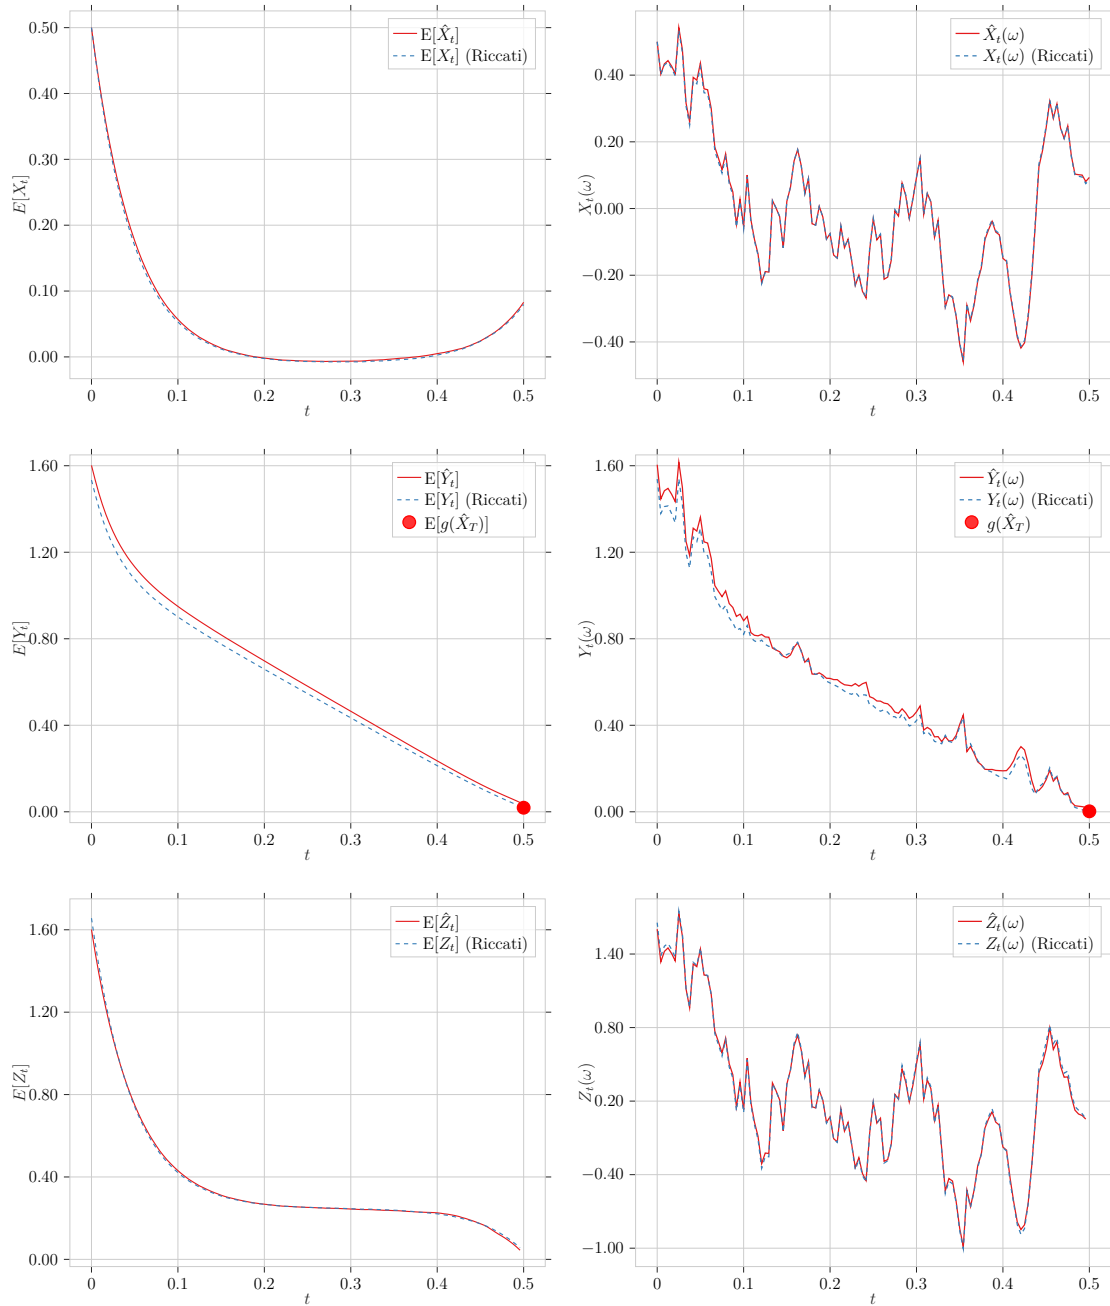 0.50
0.40
0.30
0.20
0.10
0.00
E[X_t]
0
0.1
0.2
0.3
0.4
0.5
t
E[X̂_t]
E[X_t] (Riccati)
0.40
0.20
0.00
−0.20
−0.40
X_t(ω)
0
0.1
0.2
0.3
0.4
0.5
t
X̂_t(ω)
X_t(ω) (Riccati)
1.60
1.20
0.80
0.40
0.00
E[Y_t]
0
0.1
0.2
0.3
0.4
0.5
t
E[Ŷ_t]
E[Y_t] (Riccati)
E[g(X̂_T)]
1.60
1.20
0.80
0.40
0.00
Y_t(ω)
0
0.1
0.2
0.3
0.4
0.5
t
Ŷ_t(ω)
Y_t(ω) (Riccati)
g(X̂_T)
1.60
1.20
0.80
0.40
0.00
E[Z_t]
0
0.1
0.2
0.3
0.4
0.5
t
E[Ẑ_t]
E[Z_t] (Riccati)
1.40
0.80
0.20
−0.40
−1.00
Z_t(ω)
0
0.1
0.2
0.3
0.4
0.5
t
Ẑ_t(ω)
Z_t(ω) (Riccati)